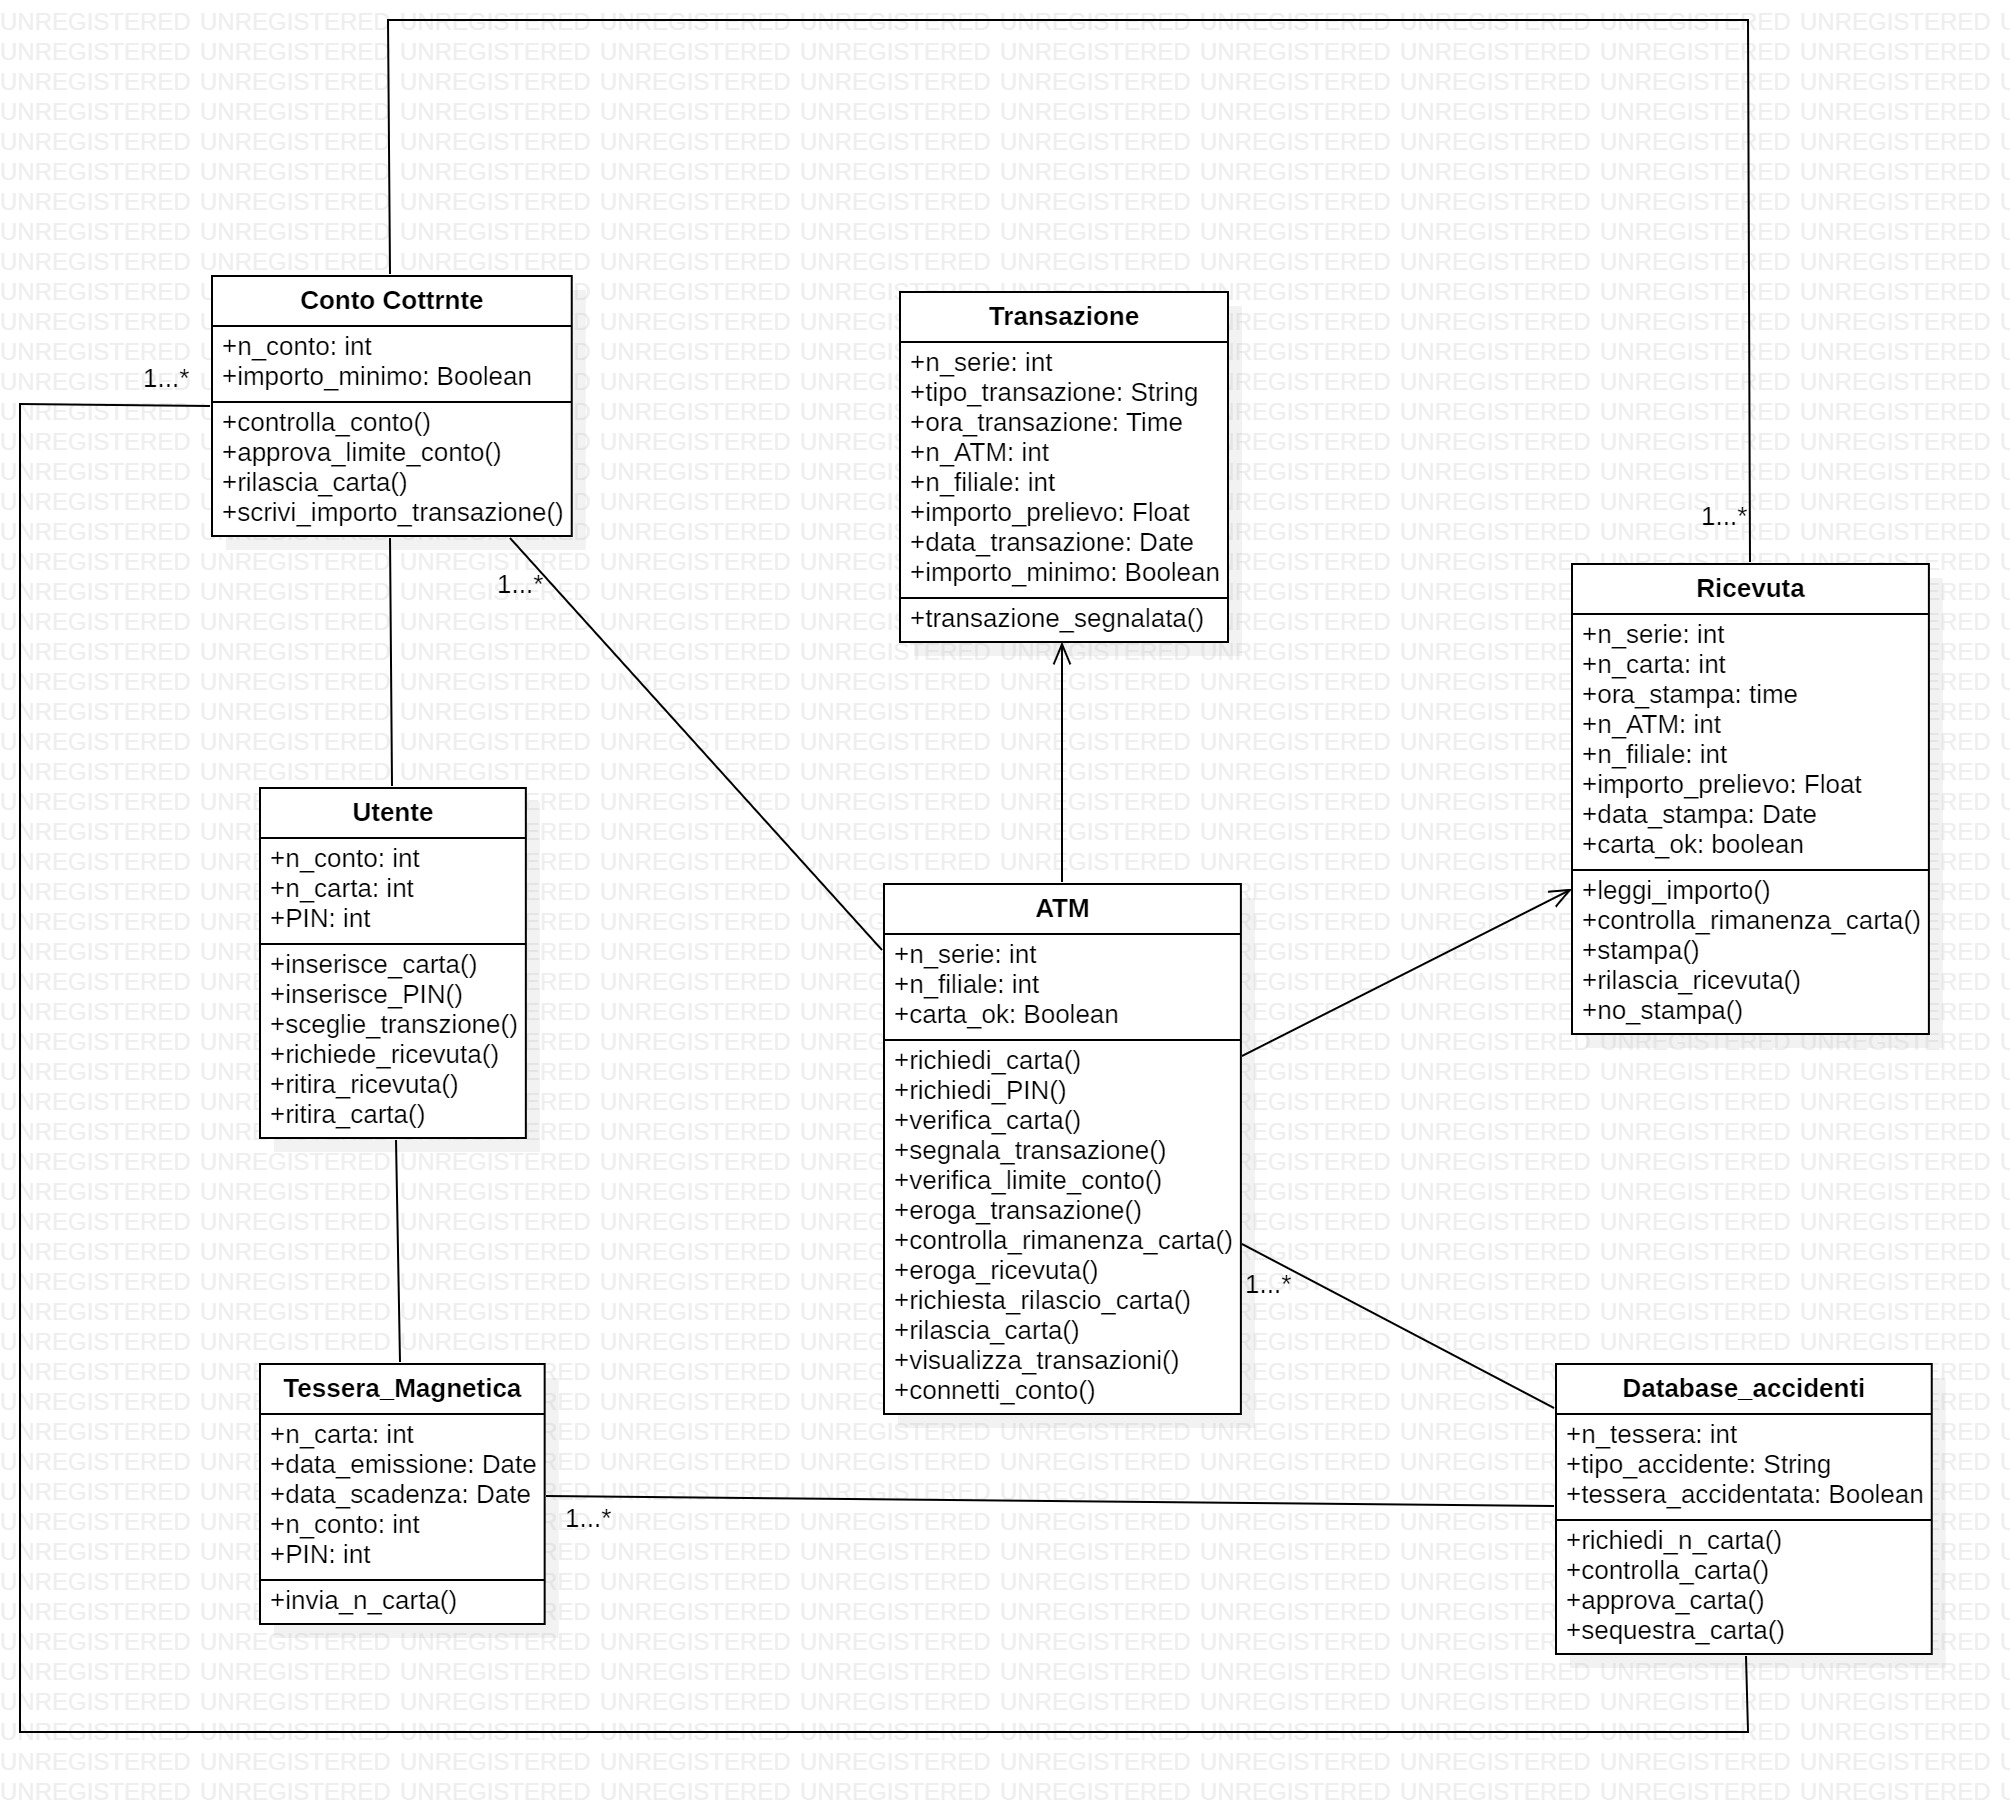 Conto Cottrnte
+n_conto: int
+importo_minimo: Boolean
+controlla_conto()
+approva_limite_conto()
+rilascia_carta()
+scrivi_importo_transazione()
1...*
1...*
Transazione
+n_serie: int
+tipo_transazione: String
+ora_transazione: Time
+n_ATM: int
+n_filiale: int
+importo_prelievo: Float
+data_transazione: Date
+importo_minimo: Boolean
+transazione_segnalata()
1...*
Ricevuta
+n_serie: int
+n_carta: int
+ora_stampa: time
+n_ATM: int
+n_filiale: int
+importo_prelievo: Float
+data_stampa: Date
+carta_ok: boolean
+leggi_importo()
+controlla_rimanenza_carta()
+stampa()
+rilascia_ricevuta()
+no_stampa()
Utente
+n_conto: int
+n_carta: int
+PIN: int
+inserisce_carta()
+inserisce_PIN()
+sceglie_transzione()
+richiede_ricevuta()
+ritira_ricevuta()
+ritira_carta()
ATM
+n_serie: int
+n_filiale: int
+carta_ok: Boolean
+richiedi_carta()
+richiedi_PIN()
+verifica_carta()
+segnala_transazione()
+verifica_limite_conto()
+eroga_transazione()
+controlla_rimanenza_carta()
+eroga_ricevuta()
+richiesta_rilascio_carta()
+rilascia_carta()
+visualizza_transazioni()
+connetti_conto()
1...*
Tessera_Magnetica
+n_carta: int
+data_emissione: Date
+data_scadenza: Date
+n_conto: int
+PIN: int
+invia_n_carta()
1...*
Database_accidenti
+n_tessera: int
+tipo_accidente: String
+tessera_accidentata: Boolean
+richiedi_n_carta()
+controlla_carta()
+approva_carta()
+sequestra_carta()
UNREGISTERED